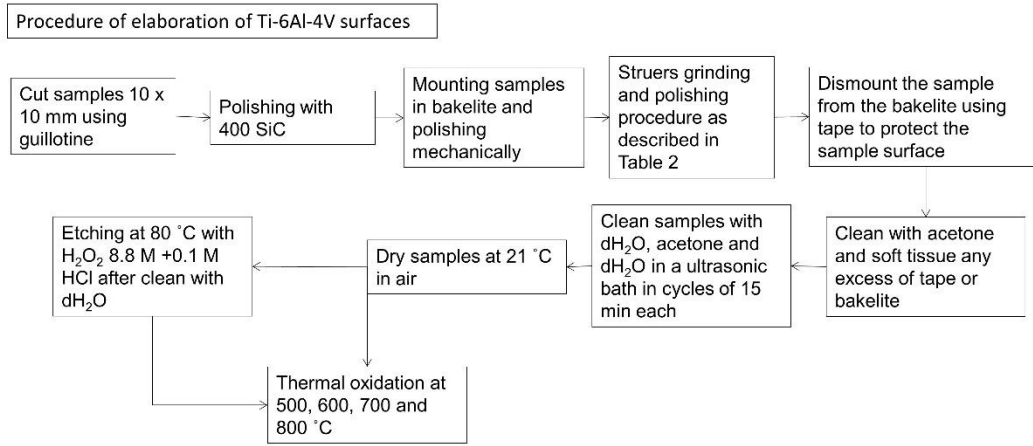 Procedure of elaboration of Ti-6Al-4V surfaces
Cut samples 10 x
10 mm using
guillotine
Polishing with
400 SiC
Mounting samples
in bakelite and
polishing
mechanically
Struers grinding
and polishing
procedure as
described in
Table 2
Dismount the sample
from the bakelite using
tape to protect the
sample surface
Clean with acetone
and soft tissue any
excess of tape or
bakelite
Clean samples with
dH₂O, acetone and
dH₂O in a ultrasonic
bath in cycles of 15
min each
Dry samples at 21 ˚C
in air
Etching at 80 ˚C with
H₂O₂ 8.8 M +0.1 M
HCl after clean with
dH₂O
Thermal oxidation at
500, 600, 700 and
800 ˚C